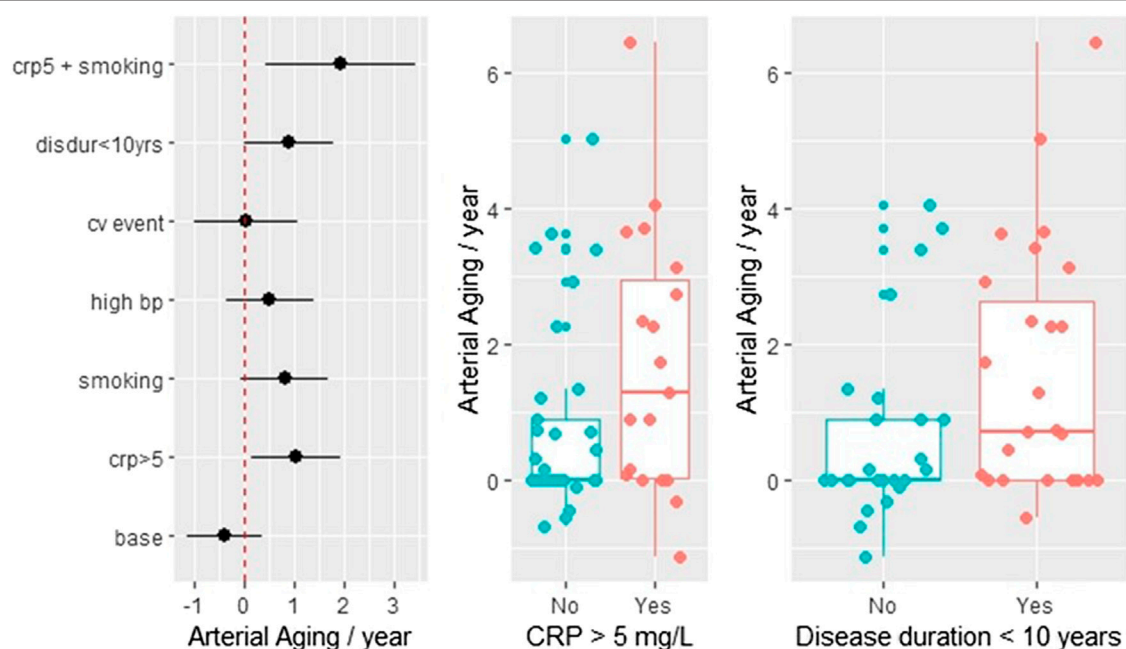 crp5 + smoking
disdur<10yrs
cv event
high bp
smoking
crp>5
base
-1 0 1 2 3
Arterial Aging / year
Arterial Aging / year
6
4
2
0
No Yes
CRP > 5 mg/L
Arterial Aging / year
6
4
2
0
No Yes
Disease duration < 10 years